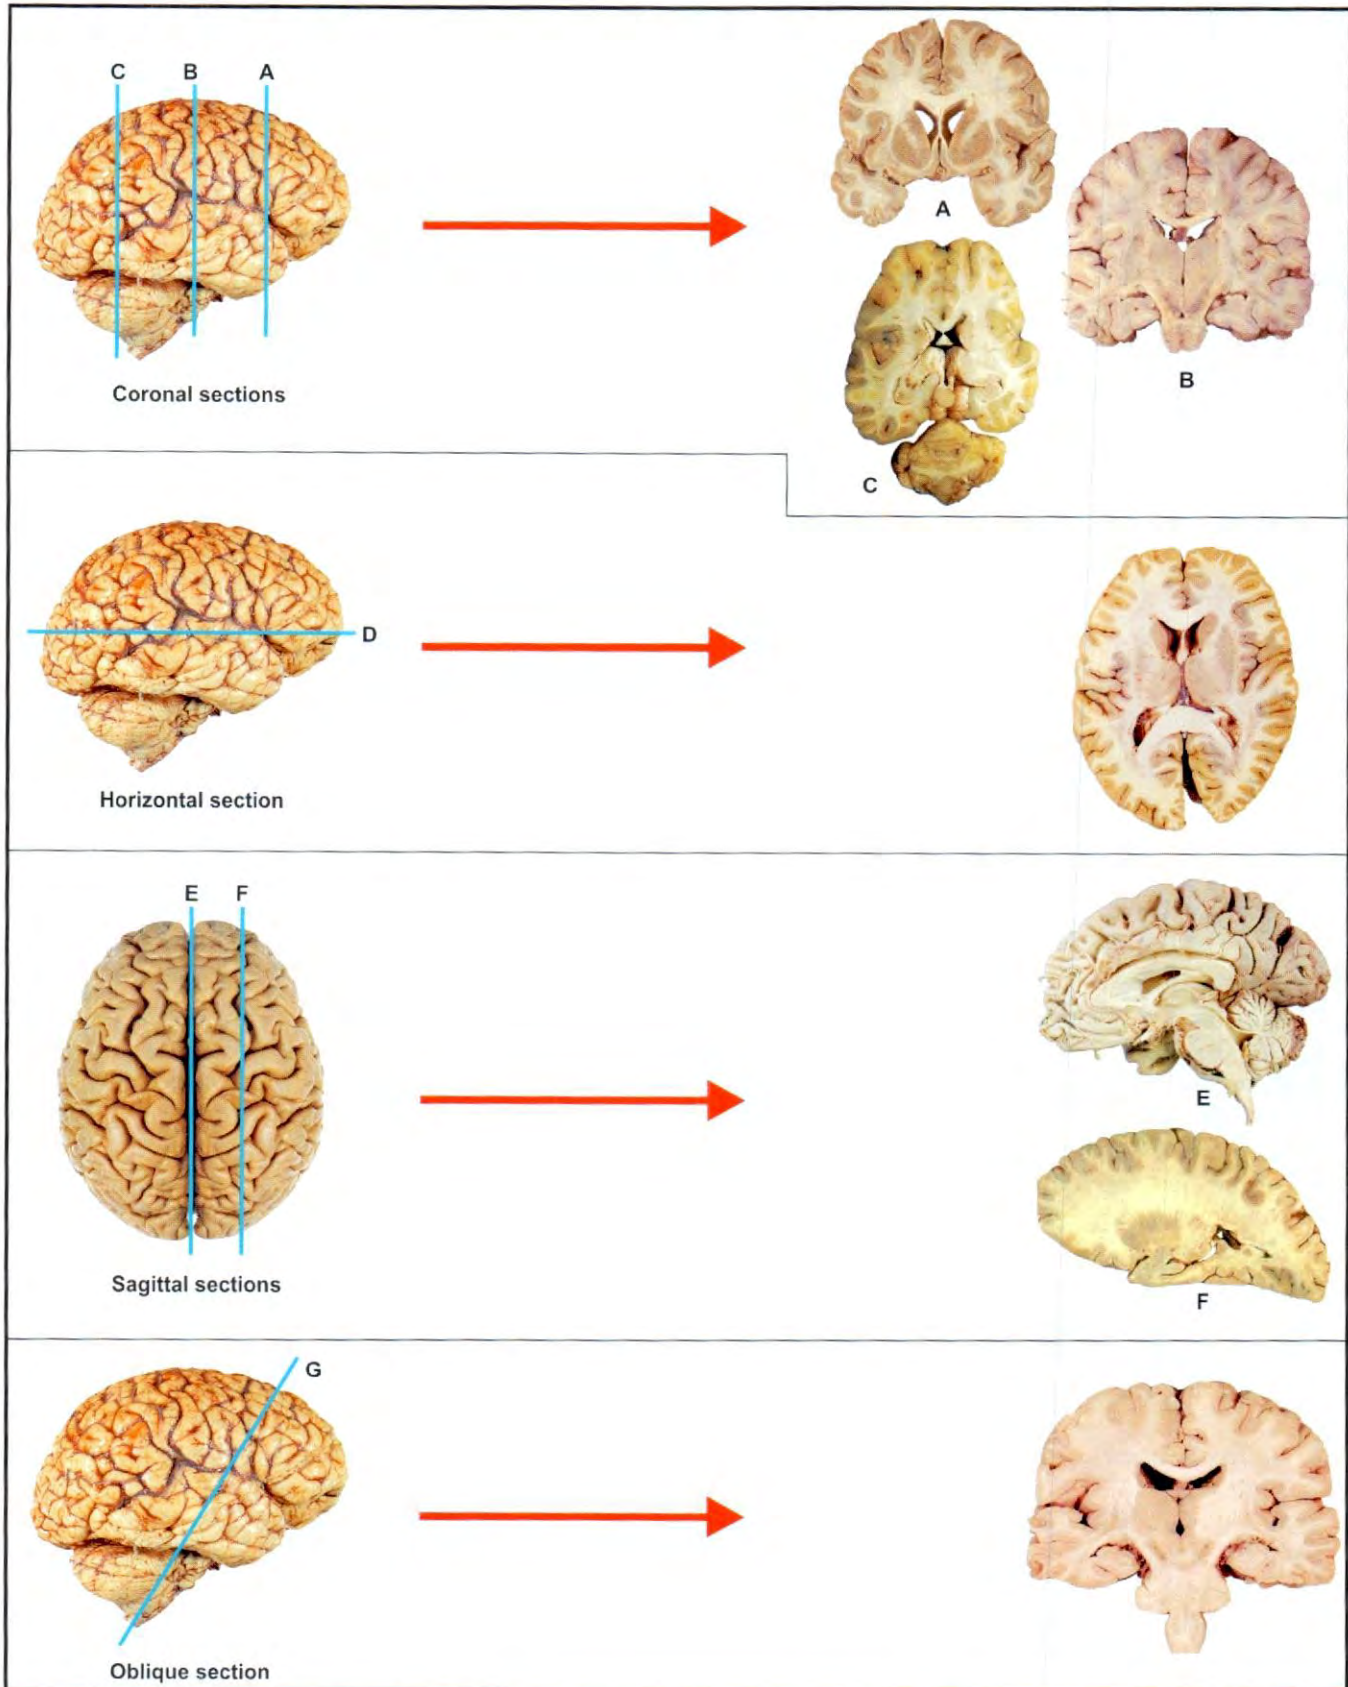 C B A
Coronal sections
A
B
C
D
Horizontal section
E F
Sagittal sections
E
F
G
Oblique section